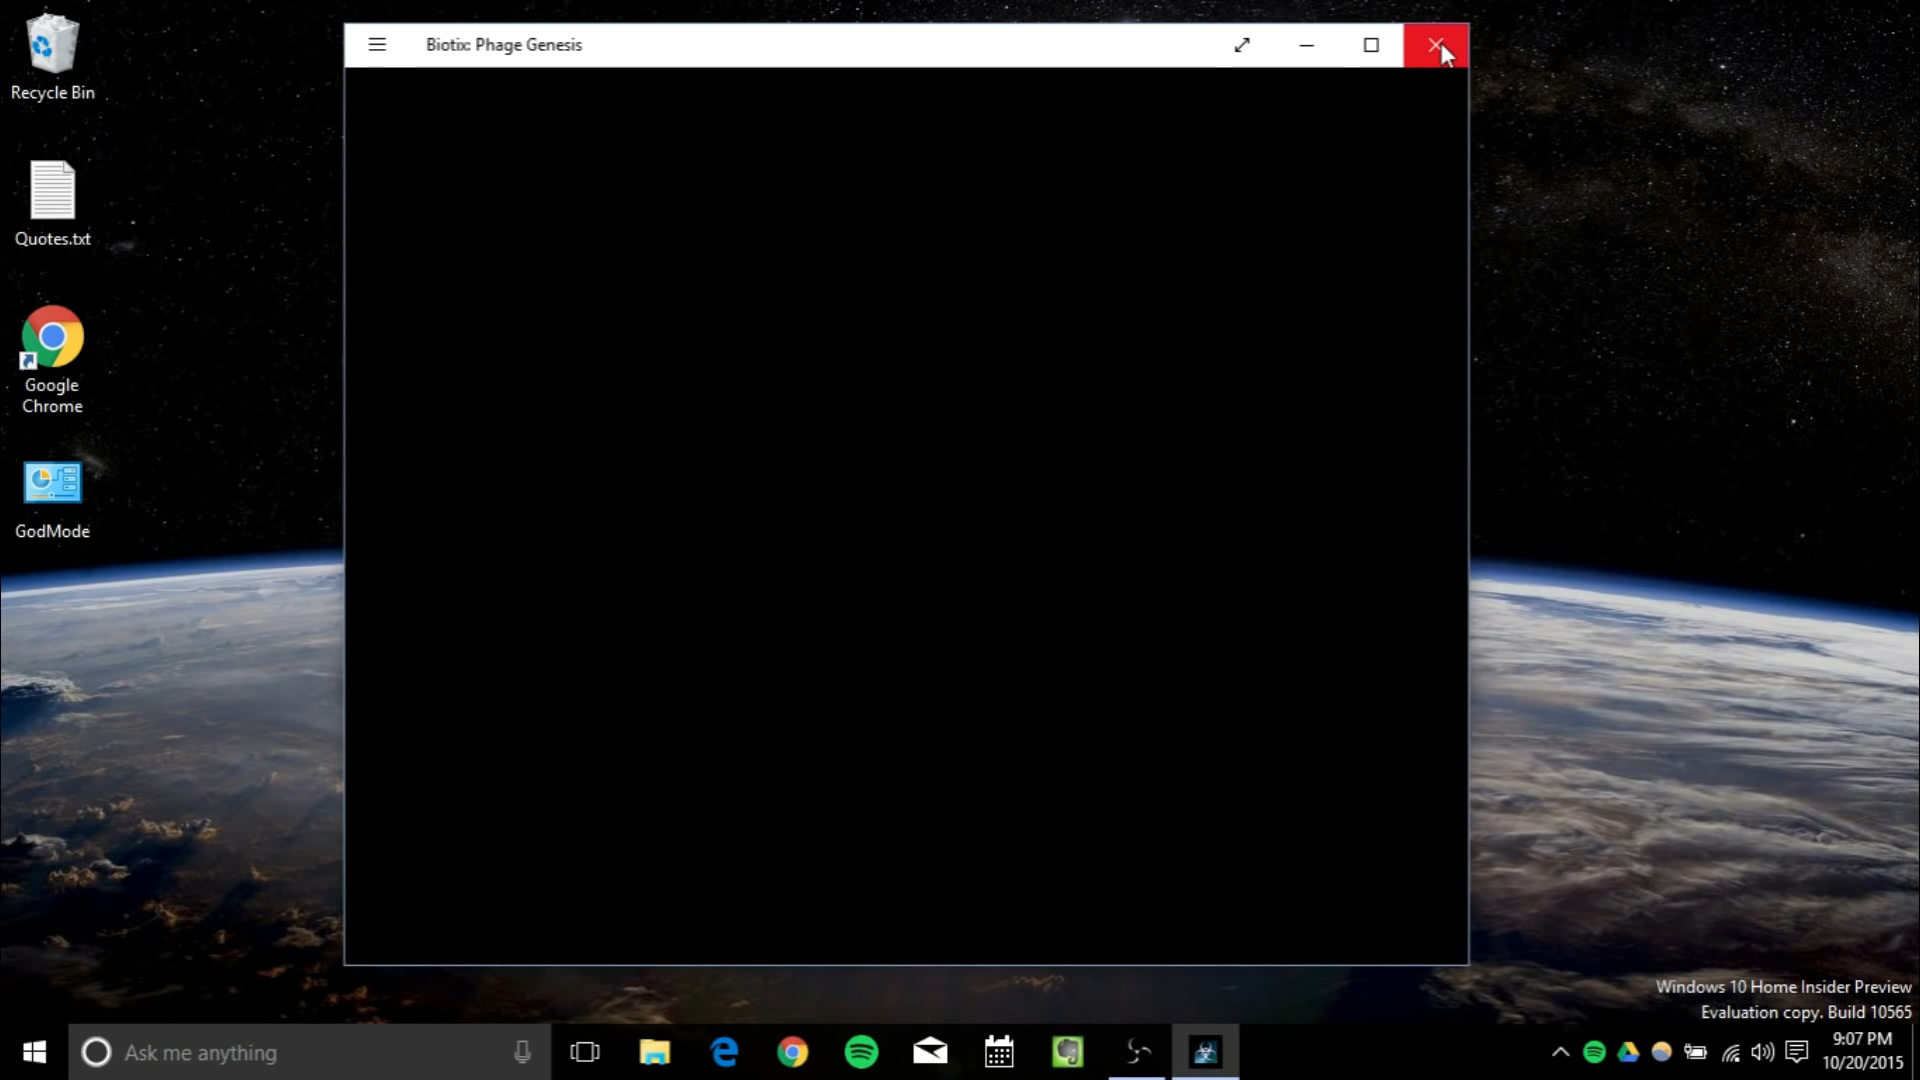 Biotix: Phage Genesis
Recycle Bin
Quotes.txt
Google
Chrome
GodMode
Windows 10 Home Insider Preview
Evaluation copy. Build 10565
Ask me anything
9:07 PM
10/20/2015